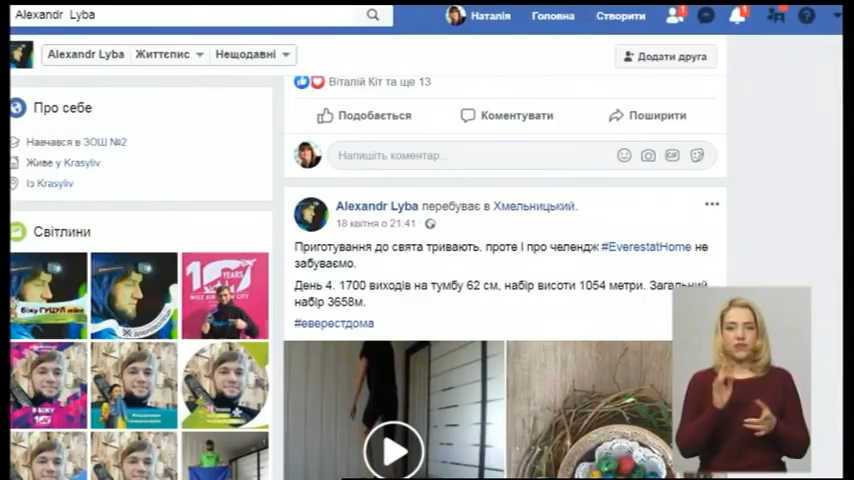 Alexandr Lyba
Наталія
Головна
Створити
1
1
Alexandr Lyba
Життєпис
Нещодавні
Додати друга
Віталій Кіт та ще 13
Про себе
Подобається
Коментувати
Поширити
Навчався в ЗОШ №2
Напишіть коментар...
GIF
Живе у Krasyliv
Із Krasyliv
Alexandr Lyba перебуває в Хмельницький.
18 квітня о 21:41
Світлини
Приготування до свята тривають, проте І про челендж #EverestatHome не
забуваємо.
День 4. 1700 виходів на тумбу 62 см, набір висоти 1054 метри. Загальний
набір 3658м.
#еверестдома
YEARS